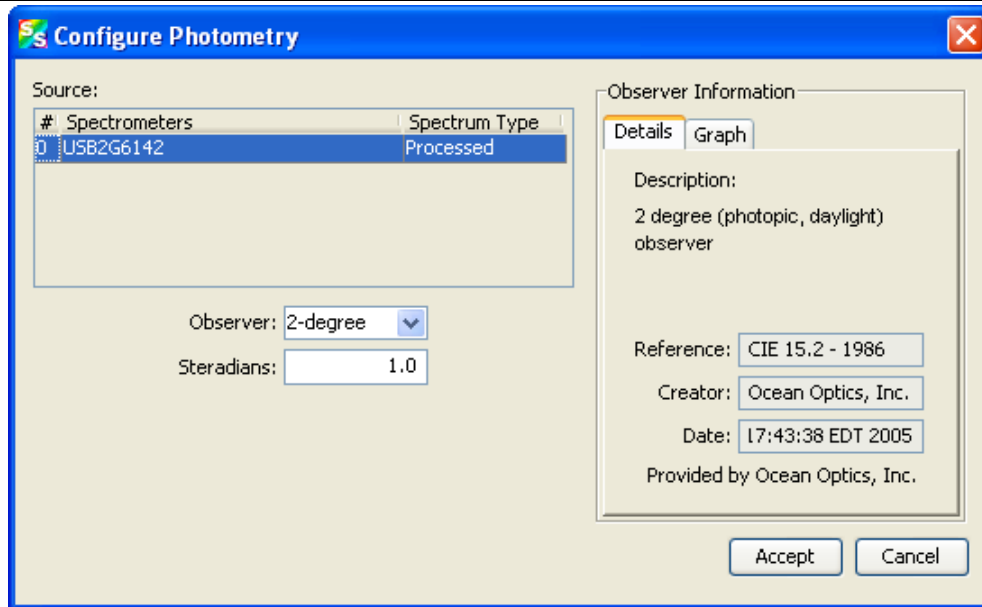 Configure Photometry
Source:
# Spectrometers Spectrum Type
0 USB2G6142 Processed
Observer: 2-degree
Steradians: 1.0
Observer Information
Details Graph
Description:
2 degree (photopic, daylight)
observer
Reference: CIE 15.2 - 1986
Creator: Ocean Optics, Inc.
Date: 17:43:38 EDT 2005
Provided by Ocean Optics, Inc.
Accept Cancel